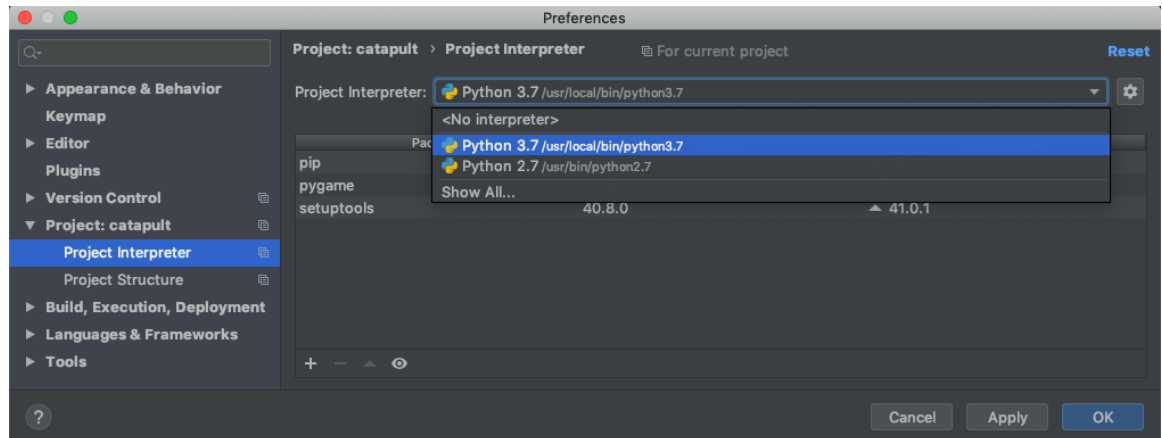 Preferences
Project: catapult › Project Interpreter For current project Reset
Appearance & Behavior
Keymap
Editor
Plugins
Version Control
Project: catapult
Project Interpreter
Project Structure
Build, Execution, Deployment
Languages & Frameworks
Tools
Project Interpreter: Python 3.7 /usr/local/bin/python3.7
<No interpreter>
Python 3.7 /usr/local/bin/python3.7
Python 2.7 /usr/bin/python2.7
Show All...
Pac
pip
pygame
setuptools 40.8.0 41.0.1
+ −
? Cancel Apply OK